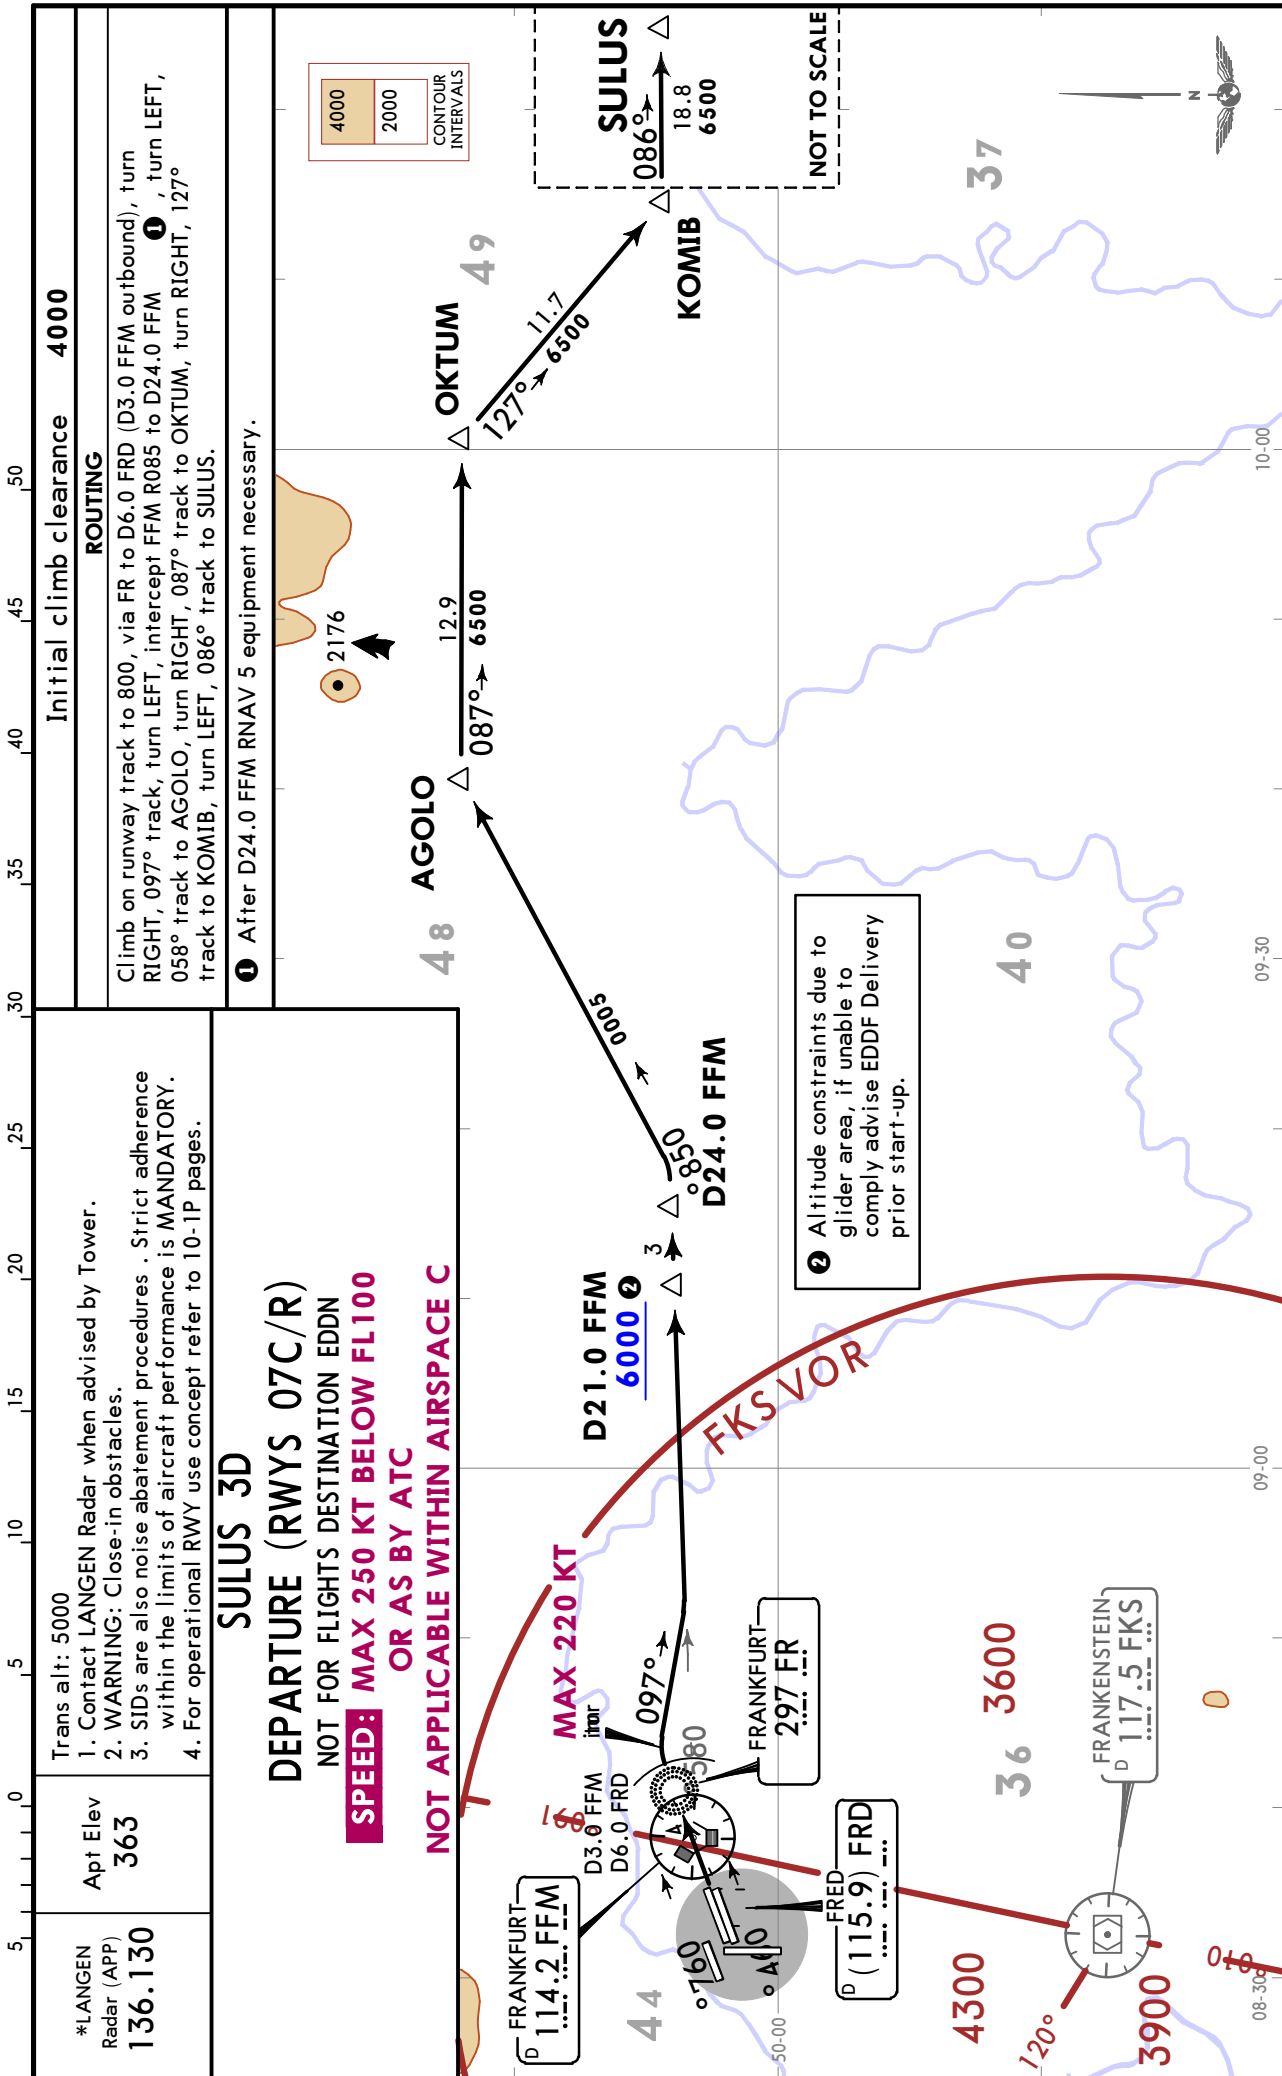 *LANGEN
Radar (APP)
136.130
Apt Elev
363
Trans alt: 5000
1. Contact LANGEN Radar when advised by Tower.
2. WARNING: Close-in obstacles.
3. SIDs are also noise abatement procedures . Strict adherence
within the limits of aircraft performance is MANDATORY.
4. For operational RWY use concept refer to 10-1P pages.
SULUS 3D
DEPARTURE (RWYS 07C/R)
NOT FOR FLIGHTS DESTINATION EDDN
SPEED: MAX 250 KT BELOW FL100
OR AS BY ATC
NOT APPLICABLE WITHIN AIRSPACE C
5 0 5 10 15 20 25 30 35 40 45 50
Initial climb clearance 4000
ROUTING
Climb on runway track to 800, via FR to D6.0 FRD (D3.0 FFM outbound), turn
RIGHT, 097° track, turn LEFT, intercept FFM R085 to D24.0 FFM ❶ , turn LEFT,
058° track to AGOLO, turn RIGHT, 087° track to OKTUM, turn RIGHT, 127°
track to KOMIB, turn LEFT, 086° track to SULUS.
❶ After D24.0 FFM RNAV 5 equipment necessary.
4000
2000
CONTOUR
INTERVALS
2176
48
49
AGOLO
087°
12.9
6500
OKTUM
127°
11.7
6500
KOMIB
086°
18.8
6500
SULUS
NOT TO SCALE
5000
058°
D24.0 FFM
3
D21.0 FFM
6000 ❷
❷ Altitude constraints due to
glider area, if unable to
comply advise EDDF Delivery
prior start-up.
FKS VOR
MAX 220 KT
097°
D3.0 FFM
D6.0 FRD
D FRANKFURT
114.2 FFM
FRANKFURT
297 FR
FRED
D (115.9) FRD
FRANKENSTEIN
D 117.5 FKS
44
36
40
37
3600
4300
3900
120°
010°
50-00
08-30
09-00
09-30
10-00
N